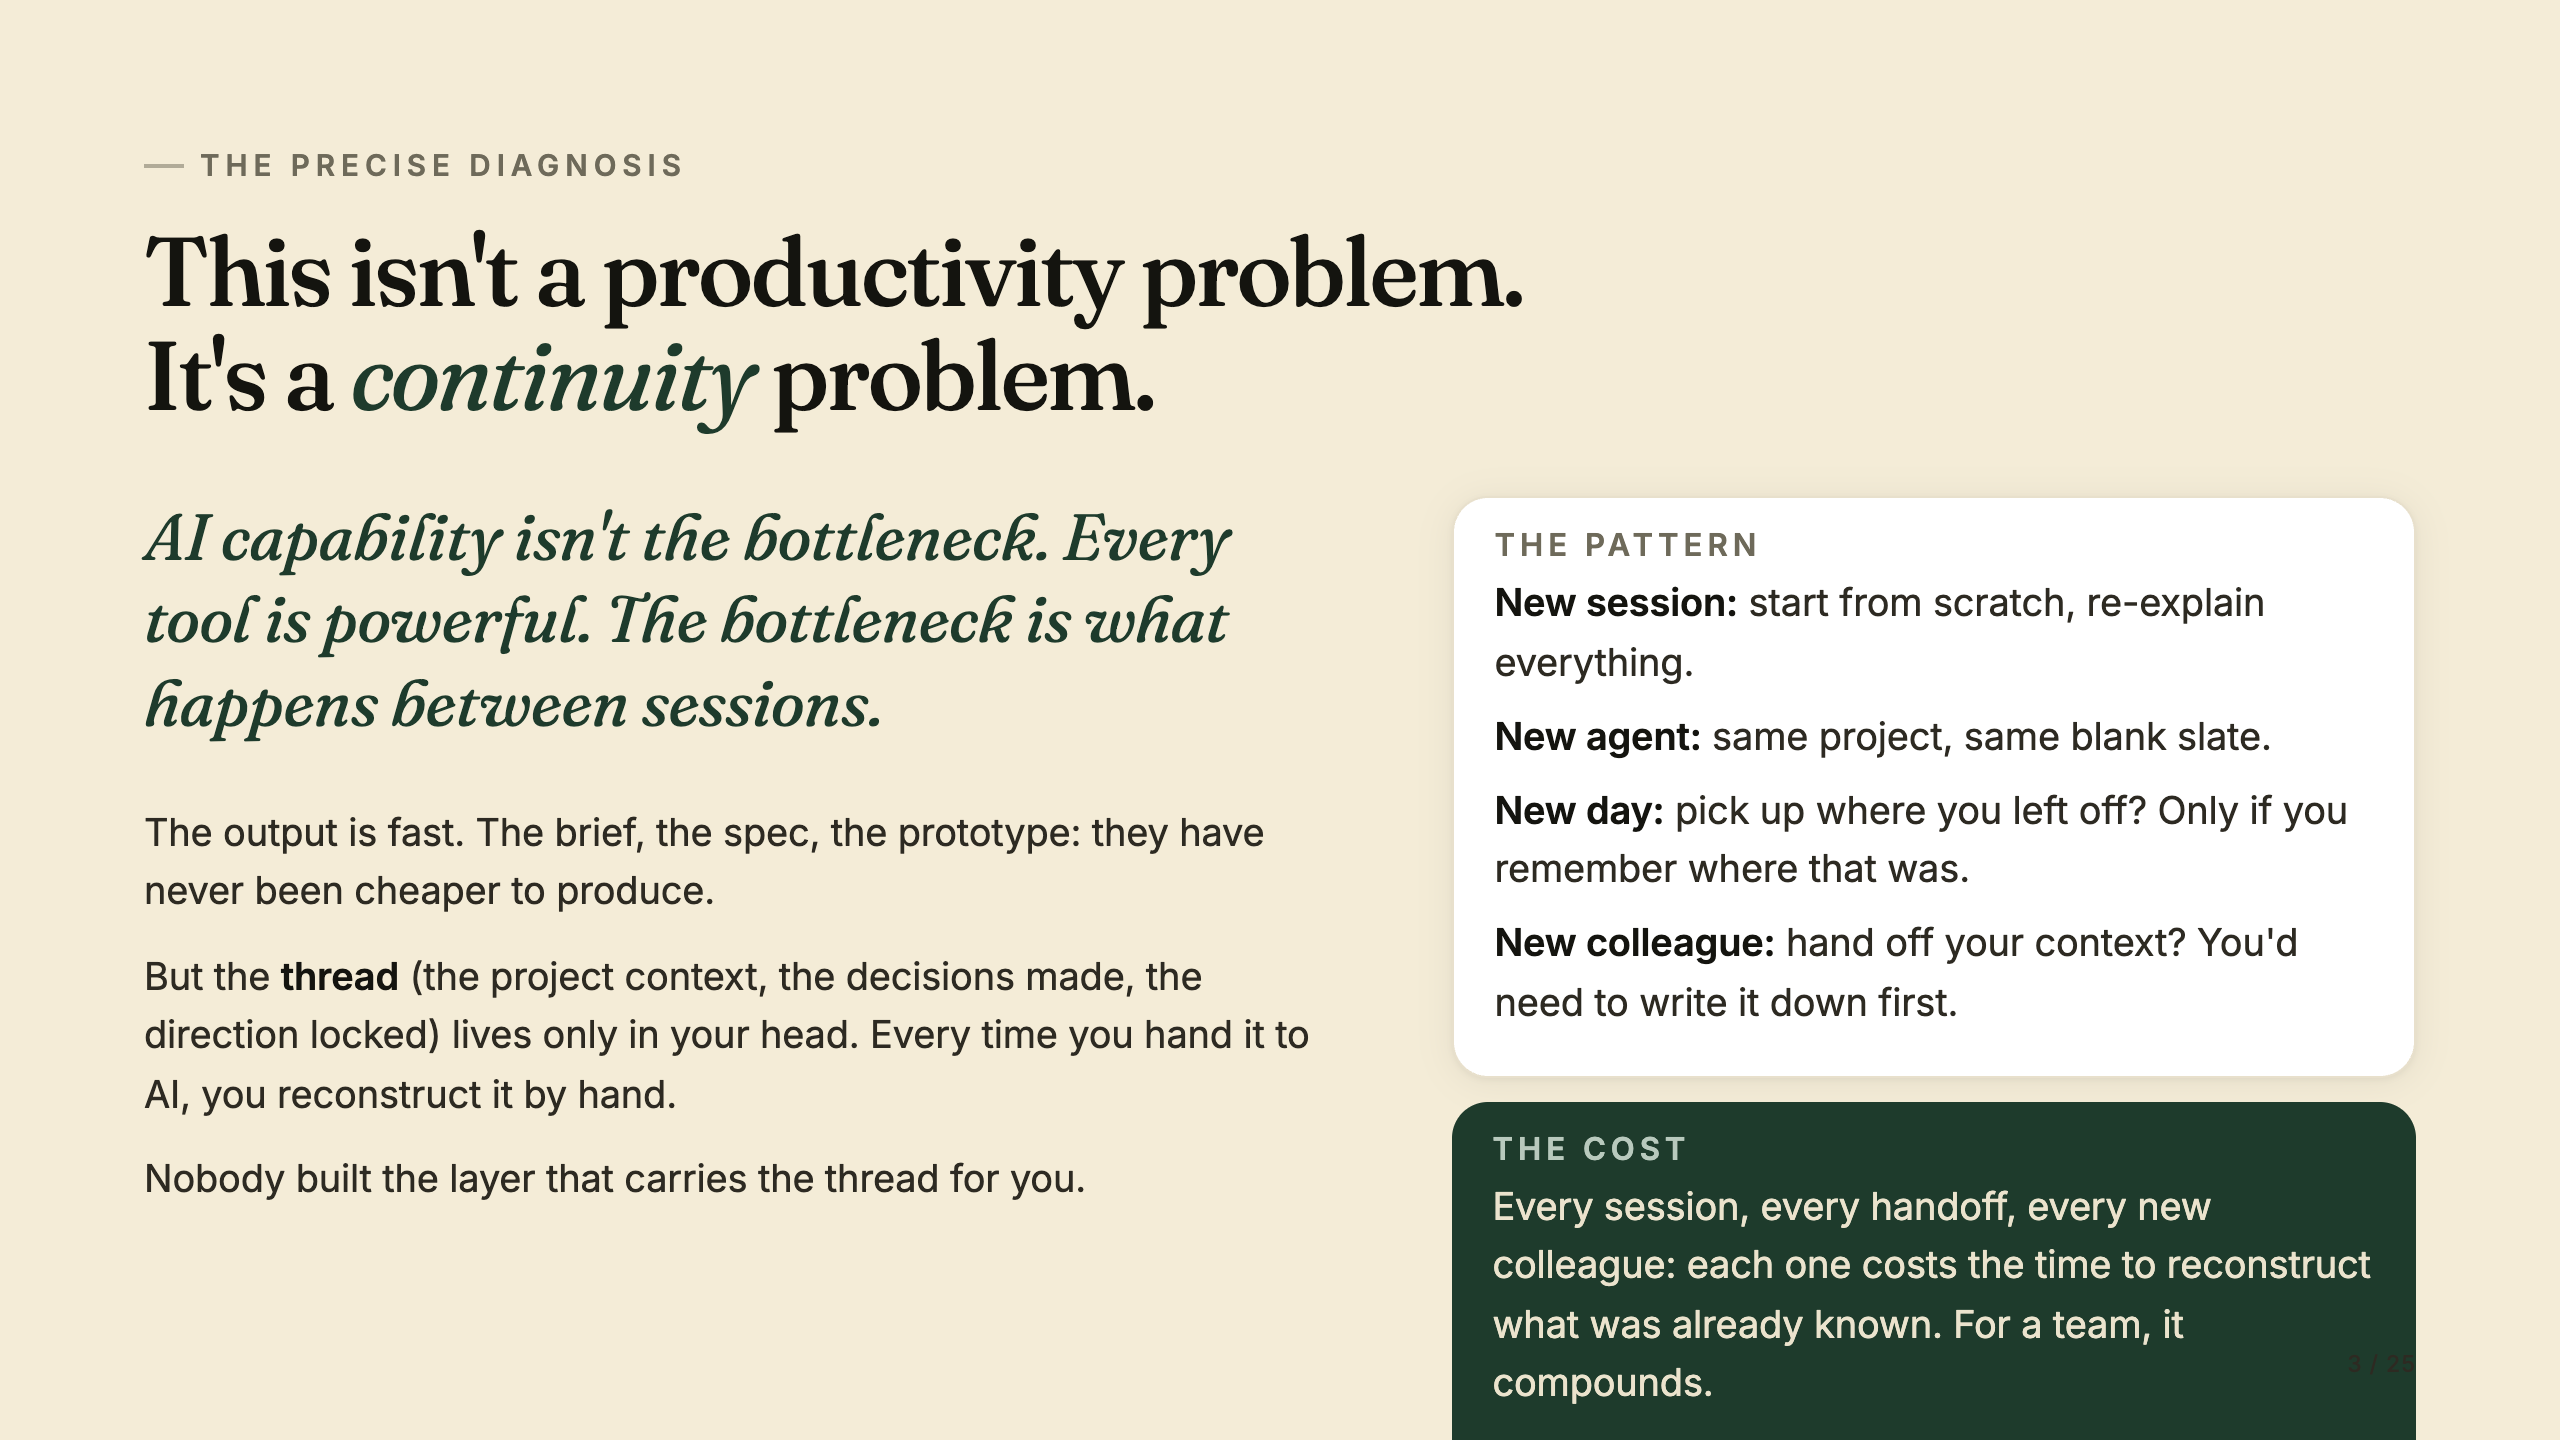 THE PRECISE DIAGNOSIS
This isn't a productivity problem.
It's a continuity problem.
AI capability isn't the bottleneck. Every
tool is powerful. The bottleneck is what
happens between sessions.
The output is fast. The brief, the spec, the prototype: they have
never been cheaper to produce.
But the thread (the project context, the decisions made, the
direction locked) lives only in your head. Every time you hand it to
AI, you reconstruct it by hand.
Nobody built the layer that carries the thread for you.
THE PATTERN
New session: start from scratch, re-explain
everything.
New agent: same project, same blank slate.
New day: pick up where you left off? Only if you
remember where that was.
New colleague: hand off your context? You'd
need to write it down first.
THE COST
Every session, every handoff, every new
colleague: each one costs the time to reconstruct
what was already known. For a team, it
compounds.
3 / 25